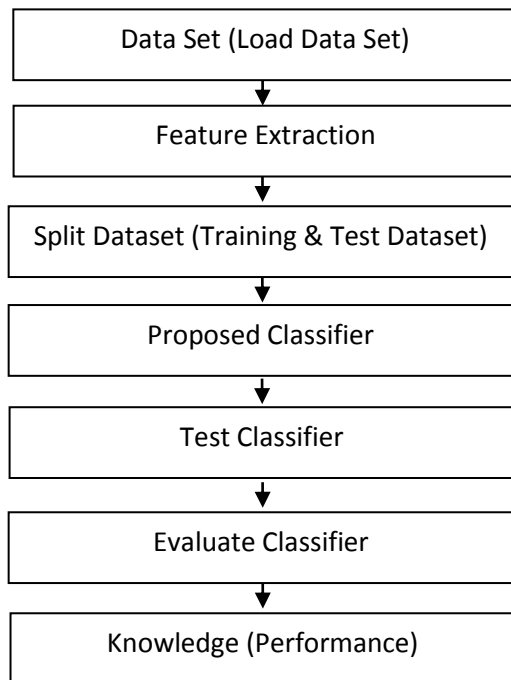 Data Set (Load Data Set)
Feature Extraction
Split Dataset (Training & Test Dataset)
Proposed Classifier
Test Classifier
Evaluate Classifier
Knowledge (Performance)